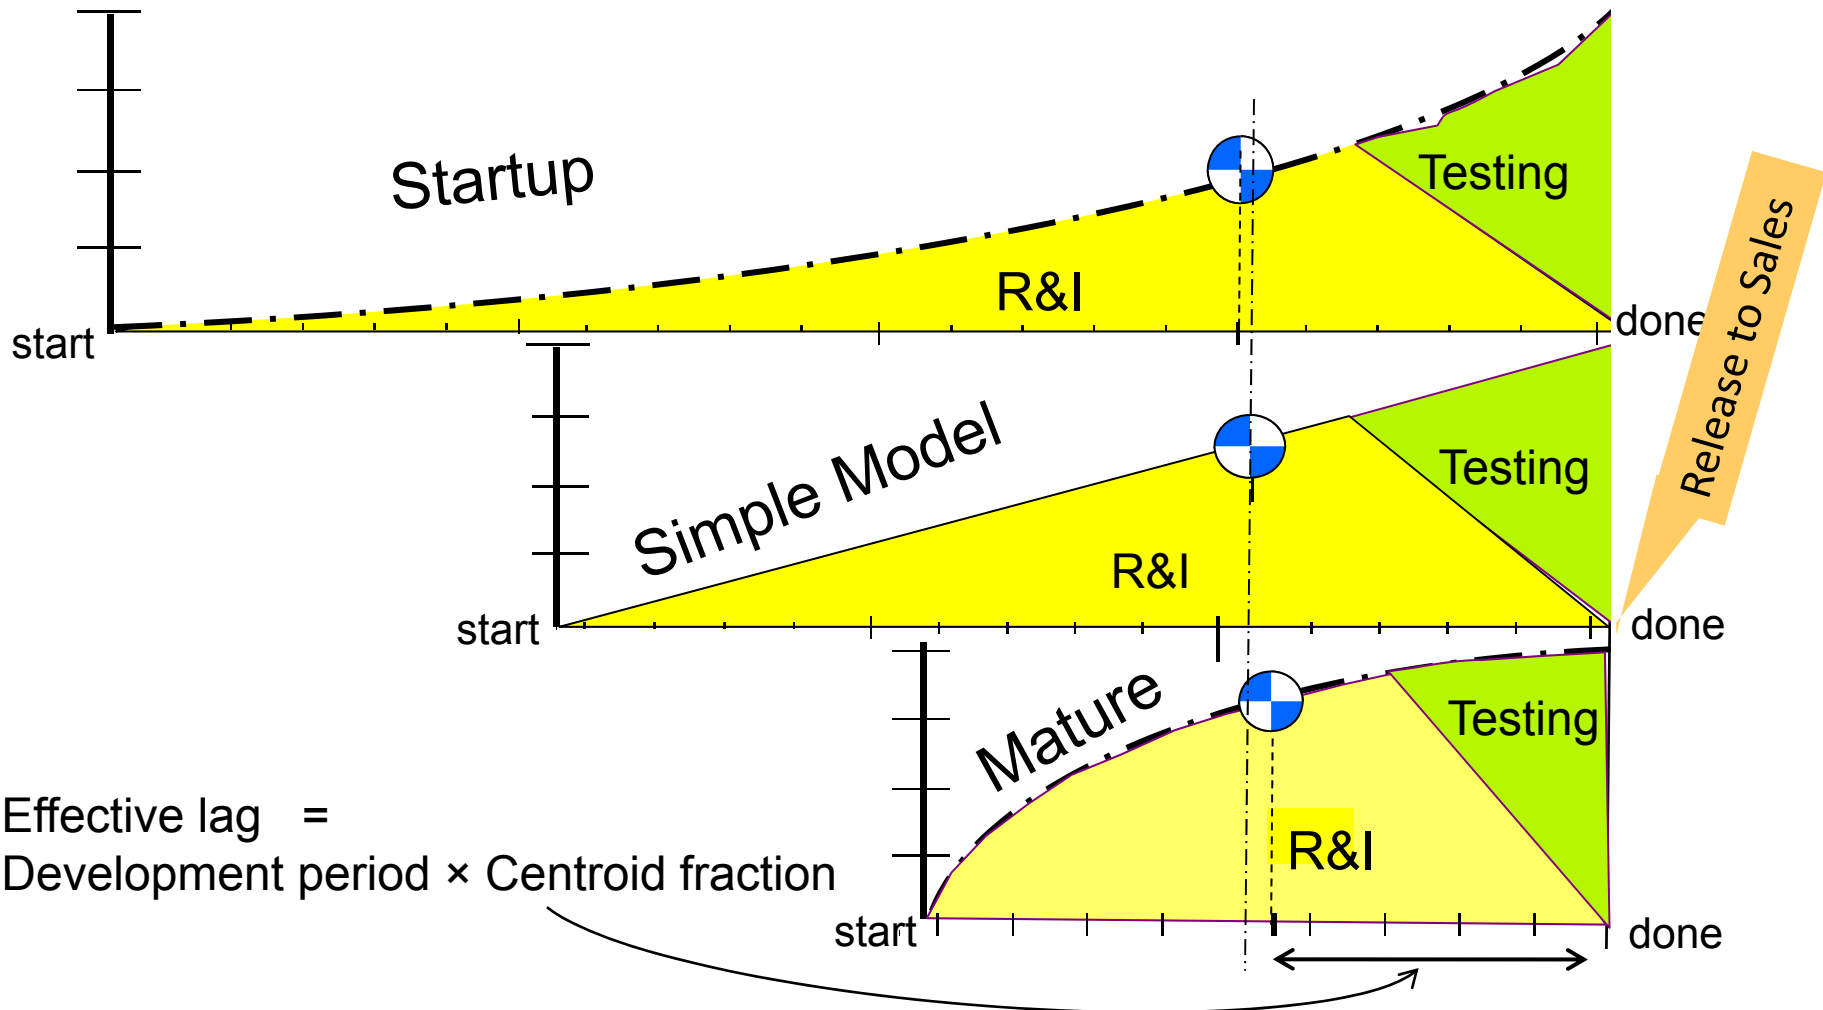 Startup
Testing
R&I
start
done
Release to Sales
Simple Model
Testing
R&I
start
done
Mature
Testing
R&I
start
done
Effective lag =
Development period × Centroid fraction